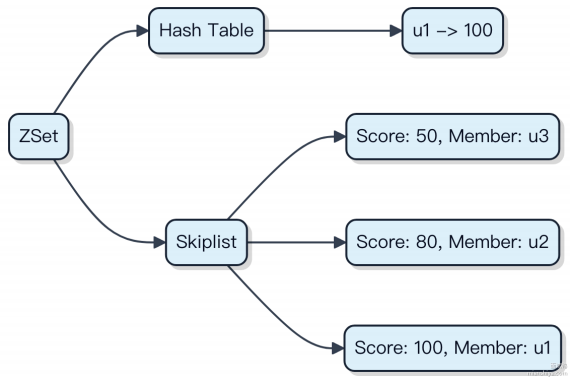 Hash Table
u1 –> 100
ZSet
Score: 50, Member: u3
Skiplist
Score: 80, Member: u2
Score: 100, Member: u1